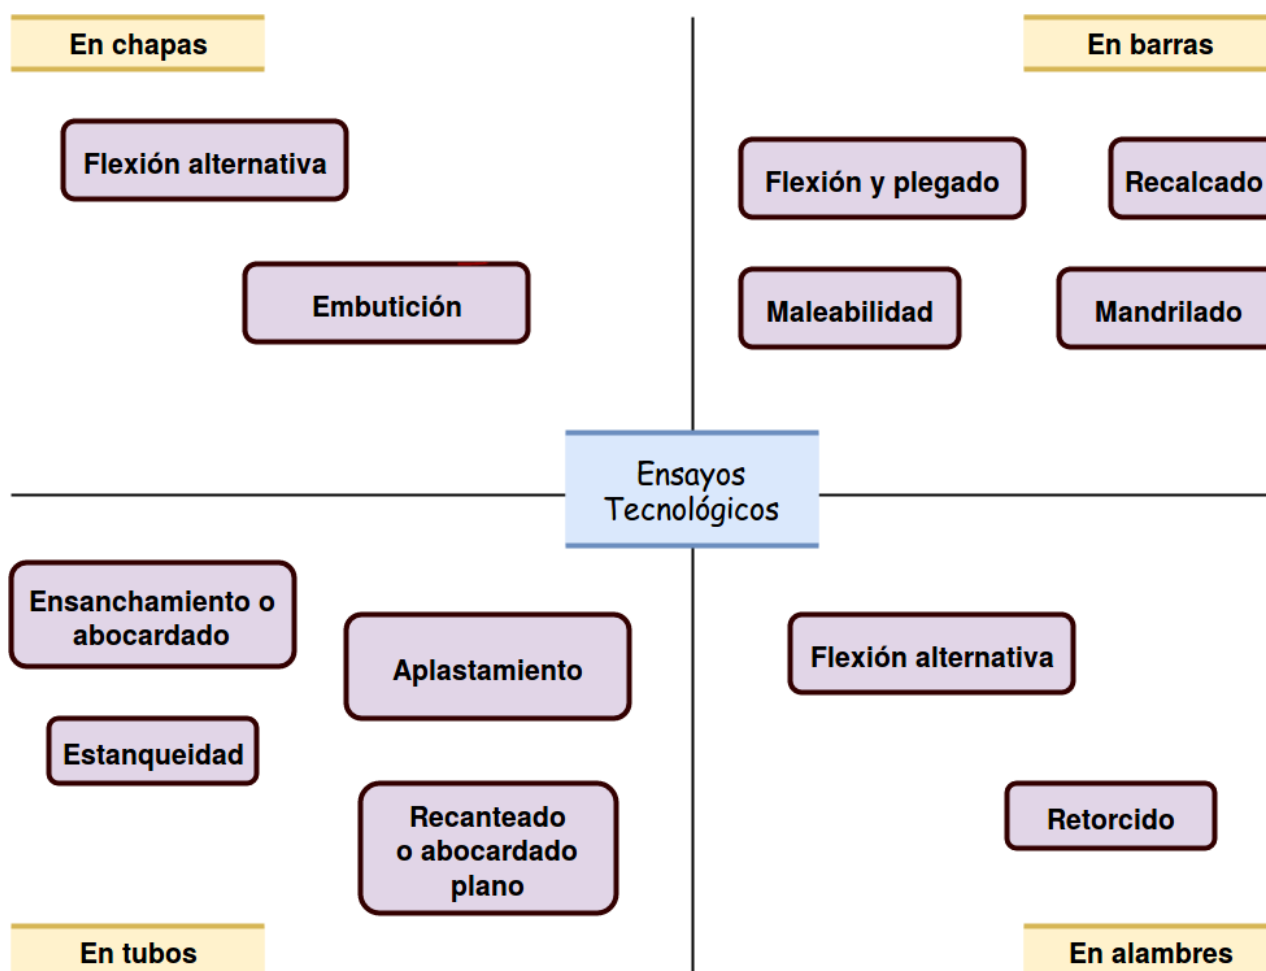 En chapas
En barras
Flexión alternativa
Embutición
Flexión y plegado
Recalcado
Maleabilidad
Mandrilado
Ensayos
Tecnológicos
Ensanchamiento o
abocardado
Aplastamiento
Estanqueidad
Recanteado
o abocardado
plano
En tubos
Flexión alternativa
Retorcido
En alambres